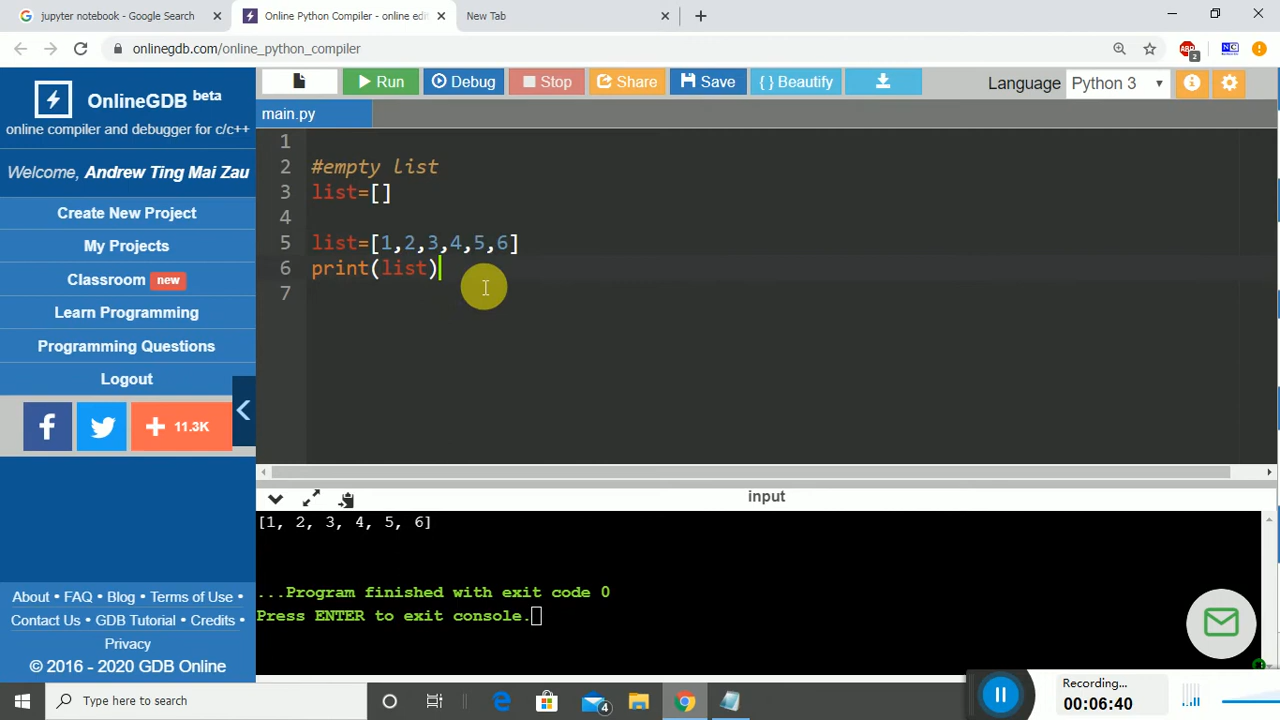 jupyter notebook - Google Search
Online Python Compiler - online edit
New Tab
onlinegdb.com/online_python_compiler
ABP
2
NC
OnlineGDB beta
online compiler and debugger for c/c++
Welcome, Andrew Ting Mai Zau
Create New Project
My Projects
Classroom new
Learn Programming
Programming Questions
Logout
11.3K
About • FAQ • Blog • Terms of Use •
Contact Us • GDB Tutorial • Credits •
Privacy
© 2016 - 2020 GDB Online
Run Debug Stop Share Save { } Beautify Language Python 3
main.py
1
2 #empty list
3 list=[]
4
5 list=[1,2,3,4,5,6]
6 print(list)
7
input
[1, 2, 3, 4, 5, 6]
...Program finished with exit code 0
Press ENTER to exit console.
Type here to search
4
Recording...
00:06:40